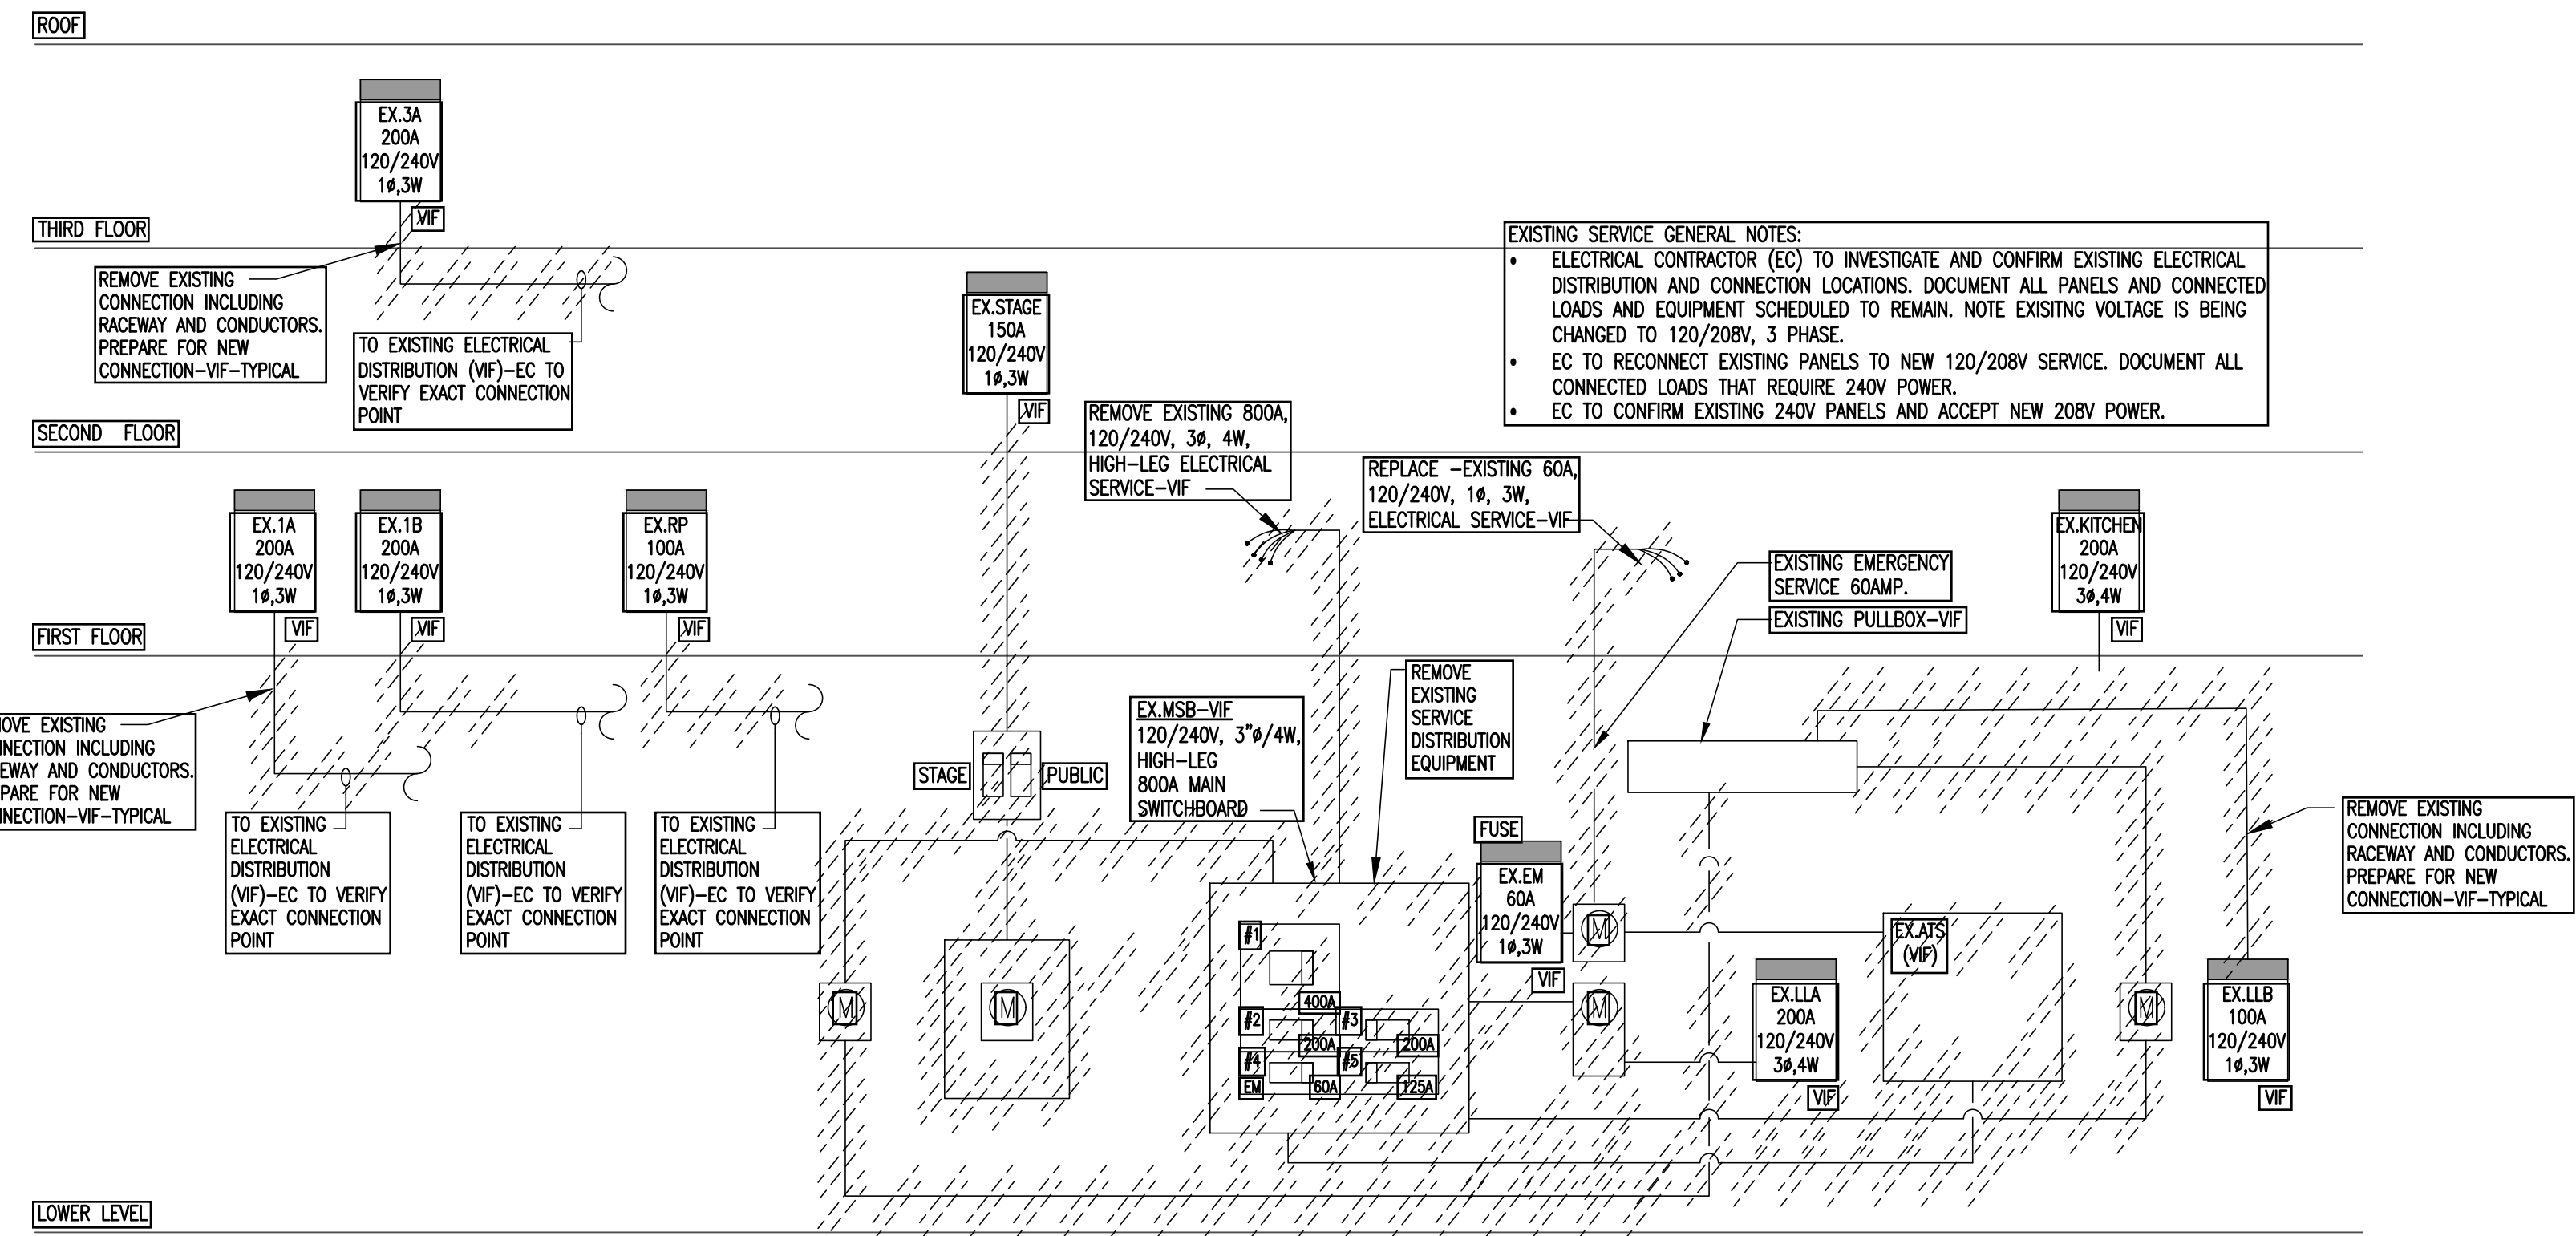 ROOF
EX.3A
200A
120/240V
1ø,3W
VIF
THIRD FLOOR
REMOVE EXISTING
CONNECTION INCLUDING
RACEWAY AND CONDUCTORS.
PREPARE FOR NEW
CONNECTION-VIF-TYPICAL
TO EXISTING ELECTRICAL
DISTRIBUTION (VIF)-EC TO
VERIFY EXACT CONNECTION
POINT
EX.STAGE
150A
120/240V
1ø,3W
VIF
EXISTING SERVICE GENERAL NOTES:
• ELECTRICAL CONTRACTOR (EC) TO INVESTIGATE AND CONFIRM EXISTING ELECTRICAL
DISTRIBUTION AND CONNECTION LOCATIONS. DOCUMENT ALL PANELS AND CONNECTED
LOADS AND EQUIPMENT SCHEDULED TO REMAIN. NOTE EXISITNG VOLTAGE IS BEING
CHANGED TO 120/208V, 3 PHASE.
• EC TO RECONNECT EXISTING PANELS TO NEW 120/208V SERVICE. DOCUMENT ALL
CONNECTED LOADS THAT REQUIRE 240V POWER.
• EC TO CONFIRM EXISTING 240V PANELS AND ACCEPT NEW 208V POWER.
SECOND FLOOR
REMOVE EXISTING 800A,
120/240V, 3ø, 4W,
HIGH-LEG ELECTRICAL
SERVICE-VIF
REPLACE -EXISTING 60A,
120/240V, 1ø, 3W,
ELECTRICAL SERVICE-VIF
EX.1A
200A
120/240V
1ø,3W
VIF
EX.1B
200A
120/240V
1ø,3W
VIF
EX.RP
100A
120/240V
1ø,3W
VIF
EXISTING EMERGENCY
SERVICE 60AMP.
EXISTING PULLBOX-VIF
EX.KITCHEN
200A
120/240V
3ø,4W
VIF
FIRST FLOOR
OVE EXISTING
NECTION INCLUDING
EWAY AND CONDUCTORS.
PARE FOR NEW
NNECTION-VIF-TYPICAL
TO EXISTING
ELECTRICAL
DISTRIBUTION
(VIF)-EC TO VERIFY
EXACT CONNECTION
POINT
TO EXISTING
ELECTRICAL
DISTRIBUTION
(VIF)-EC TO VERIFY
EXACT CONNECTION
POINT
TO EXISTING
ELECTRICAL
DISTRIBUTION
(VIF)-EC TO VERIFY
EXACT CONNECTION
POINT
STAGE
PUBLIC
EX.MSB-VIF
120/240V, 3"ø/4W,
HIGH-LEG
800A MAIN
SWITCHBOARD
REMOVE
EXISTING
SERVICE
DISTRIBUTION
EQUIPMENT
FUSE
EX.EM
60A
120/240V
1ø,3W
VIF
REMOVE EXISTING
CONNECTION INCLUDING
RACEWAY AND CONDUCTORS.
PREPARE FOR NEW
CONNECTION-VIF-TYPICAL
M
M
#1
400A
#2
200A
#3
200A
#4
EM
60A
#5
125A
M
M
EX.ATS
(VIF)
EX.LLA
200A
120/240V
3ø,4W
VIF
M
EX.LLB
100A
120/240V
1ø,3W
VIF
LOWER LEVEL